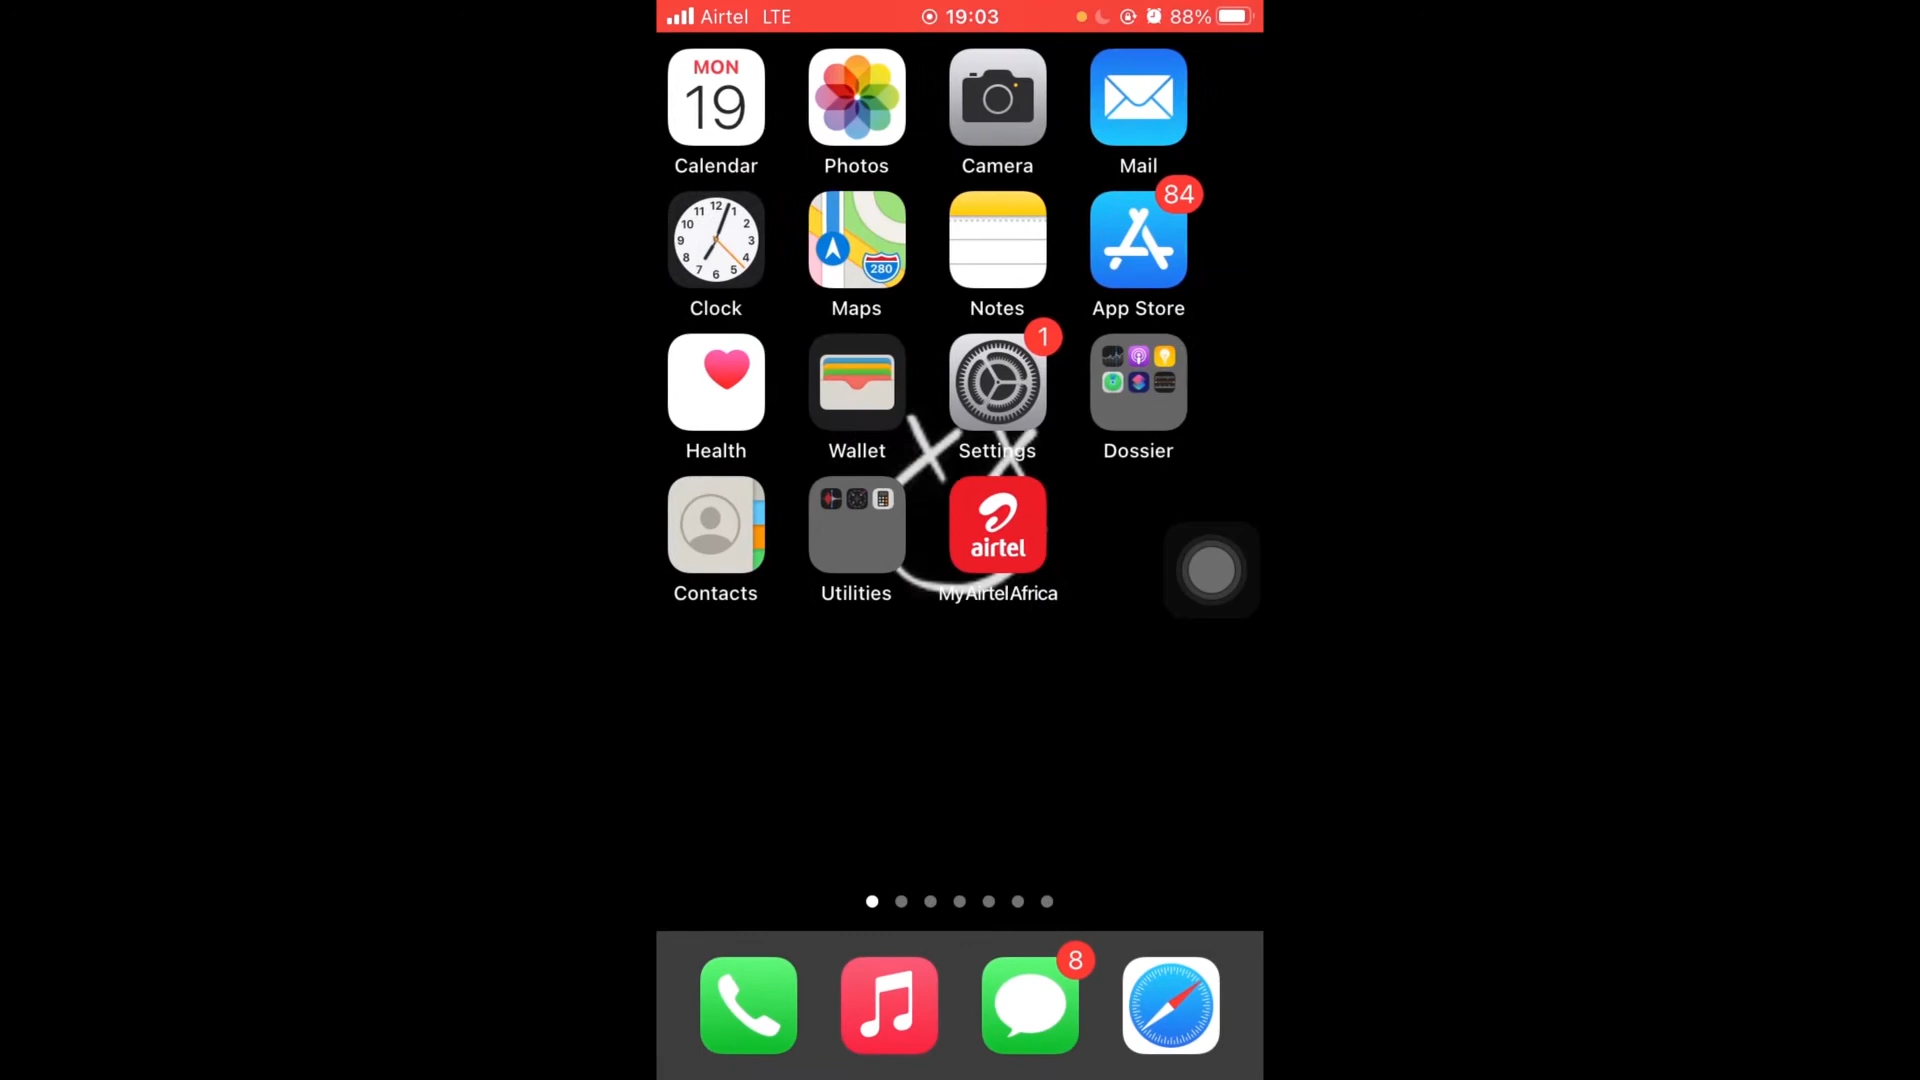 Airtel LTE 19:03 88%
MON
19
Calendar Photos Camera Mail
12 1 2 3 4 5 6 7 8 9 10 11
280
84
Clock Maps Notes App Store
1
Health Wallet Settings Dossier
airtel
Contacts Utilities MyAirtelAfrica
8